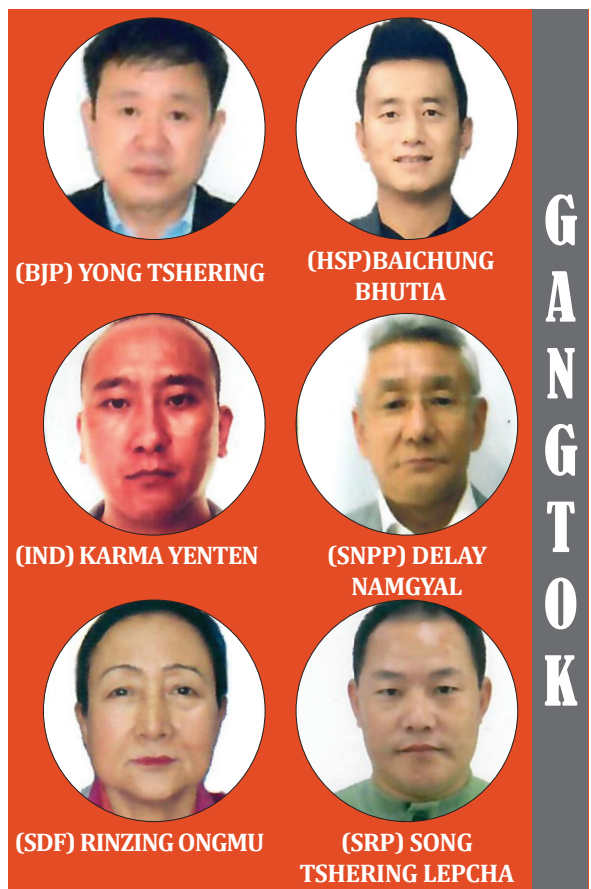 (BJP) YONG TSHERING
(HSP)BAICHUNG
BHUTIA
(IND) KARMA YENTEN
(SNPP) DELAY
NAMGYAL
(SDF) RINZING ONGMU
(SRP) SONG
TSHERING LEPCHA
GANGTOK